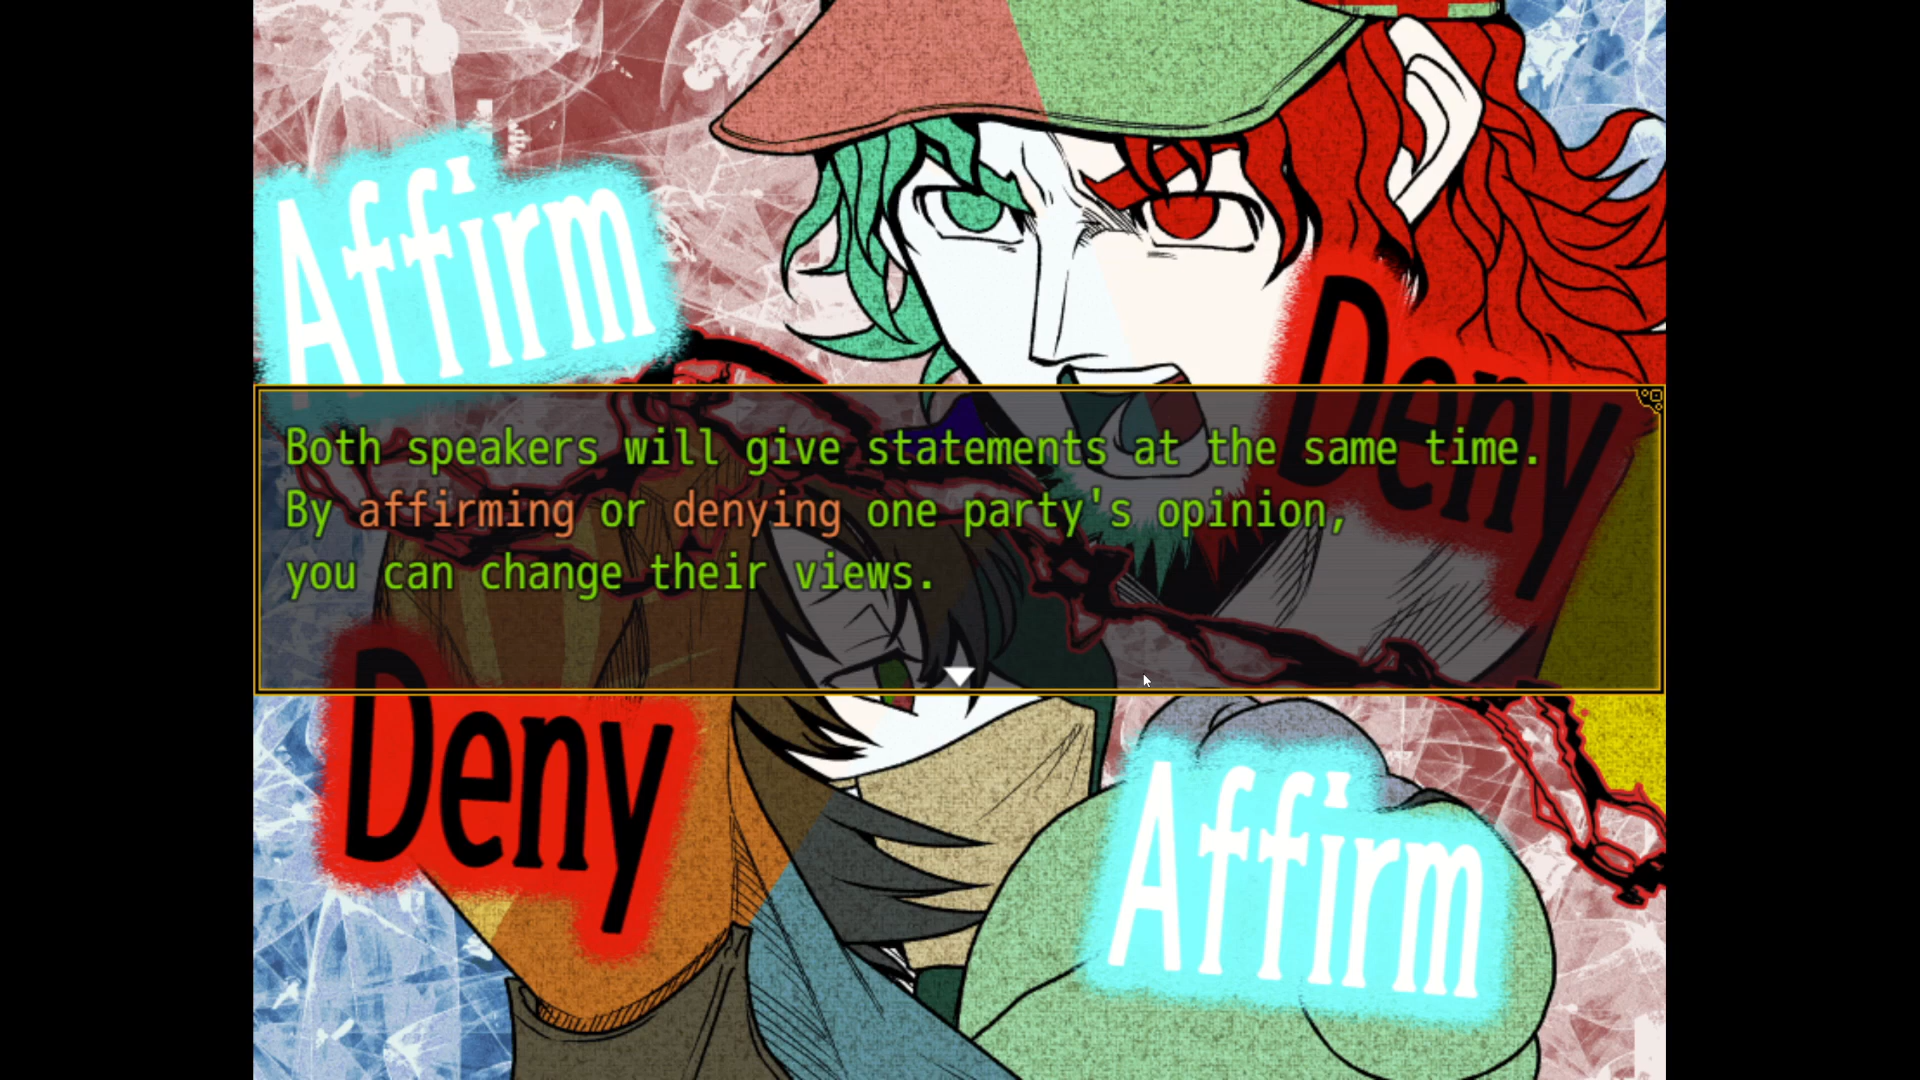 Affirm
Deny
Both speakers will give statements at the same time.
By affirming or denying one party's opinion,
you can change their views.
Deny
Affirm